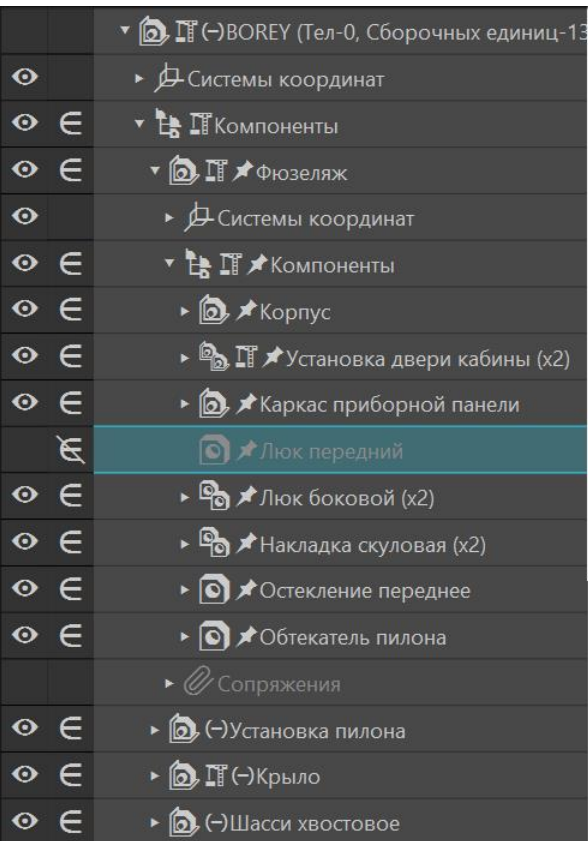 (-)BOREY (Тел-0, Сборочных единиц-13
Системы координат
Компоненты
Фюзеляж
Системы координат
Компоненты
Корпус
Установка двери кабины (x2)
Каркас приборной панели
Люк передний
Люк боковой (x2)
Накладка скуловая (x2)
Остекление переднее
Обтекатель пилона
Сопряжения
(-)Установка пилона
(-)Крыло
(-)Шасси хвостовое